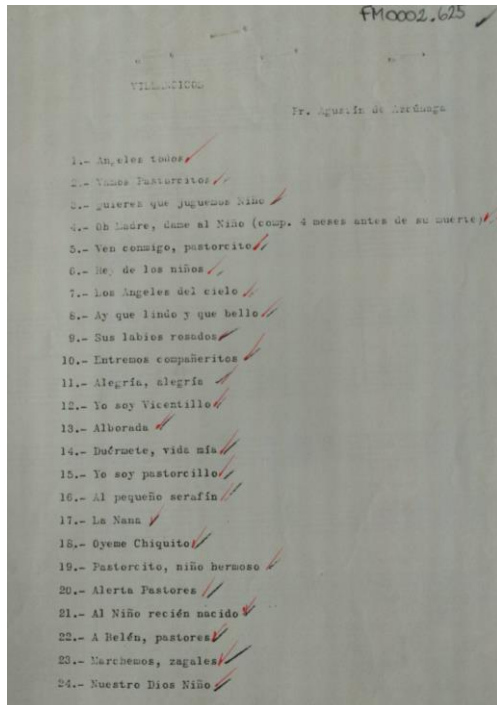 FM0002.625
VILLANCICOS
Fr. Agustín de Azcúnaga
1.- Angeles todos
2.- Vamos Pastorcitos
3.- Quieres que juguemos Niño
4.- Oh Madre, dame al Niño (comp. 4 meses antes de su muerte)
5.- Ven conmigo, pastorcito
6.- Rey de los niños
7.- Los Angeles del cielo
8.- Ay que lindo y que bello
9.- Sus labios rosados
10.- Entremos compañeritos
11.- Alegría, alegría
12.- Yo soy Vicentillo
13.- Alborada
14.- Duérmete, vida mía
15.- Yo soy pastorcillo
16.- Al pequeño serafín
17.- La Nana
18.- Oyeme Chiquito
19.- Pastorcito, niño hermoso
20.- Alerta Pastores
21.- Al Niño recién nacido
22.- A Belén, pastores
23.- Marchemos, zagales
24.- Nuestro Dios Niño